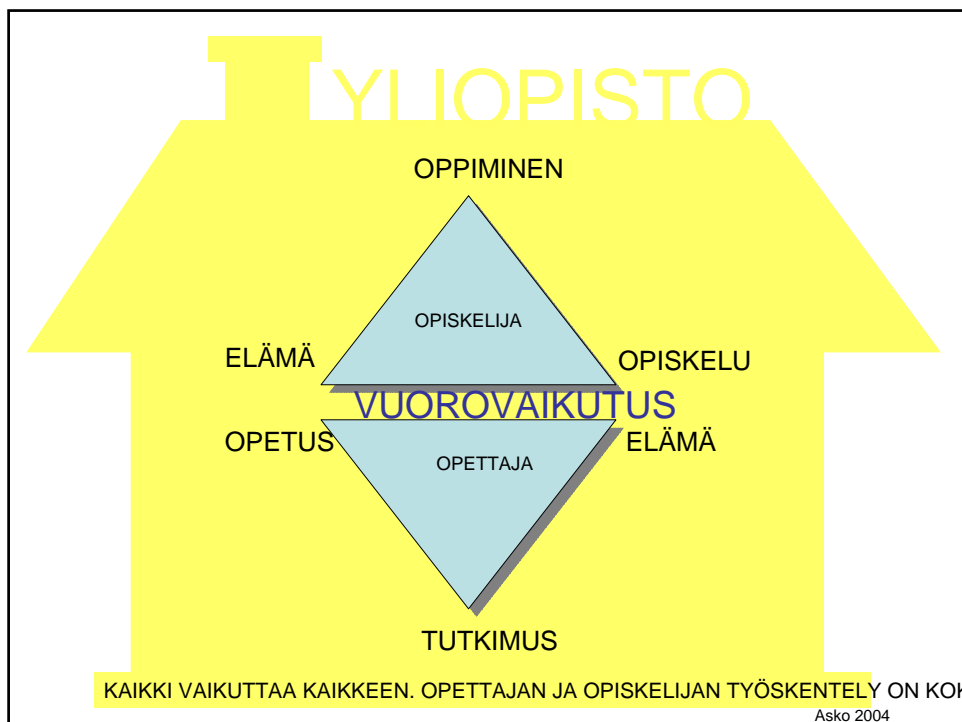 YLIOPISTO
OPPIMINEN
OPISKELIJA
ELÄMÄ
OPISKELU
VUOROVAIKUTUS
OPETUS
ELÄMÄ
OPETTAJA
TUTKIMUS
KAIKKI VAIKUTTAA KAIKKEEN. OPETTAJAN JA OPISKELIJAN TYÖSKENTELY ON
Asko 2004